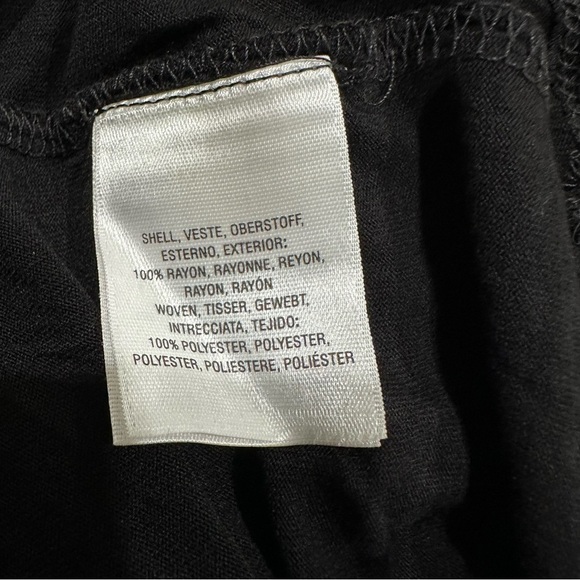 SHELL, VESTE, OBERSTOFF,
ESTERNO, EXTERIOR:
100% RAYON, RAYONNE, REYON,
RAYON, RAYÓN
WOVEN, TISSER, GEWEBT,
INTRECCIATA, TEJIDO:
100% POLYESTER, POLYESTER,
POLYESTER, POLIESTERE, POLIÉSTER